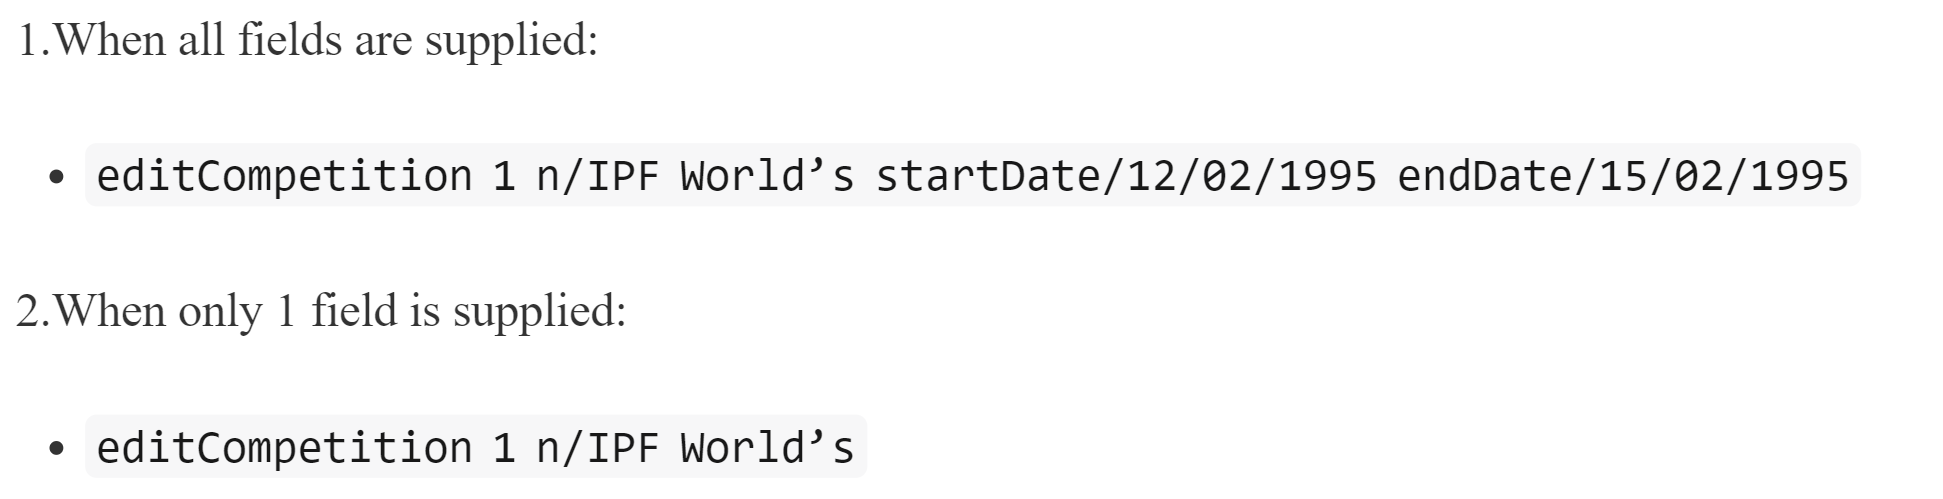 1.When all fields are supplied:
• editCompetition 1 n/IPF World’s startDate/12/02/1995 endDate/15/02/1995
2.When only 1 field is supplied:
• editCompetition 1 n/IPF World’s